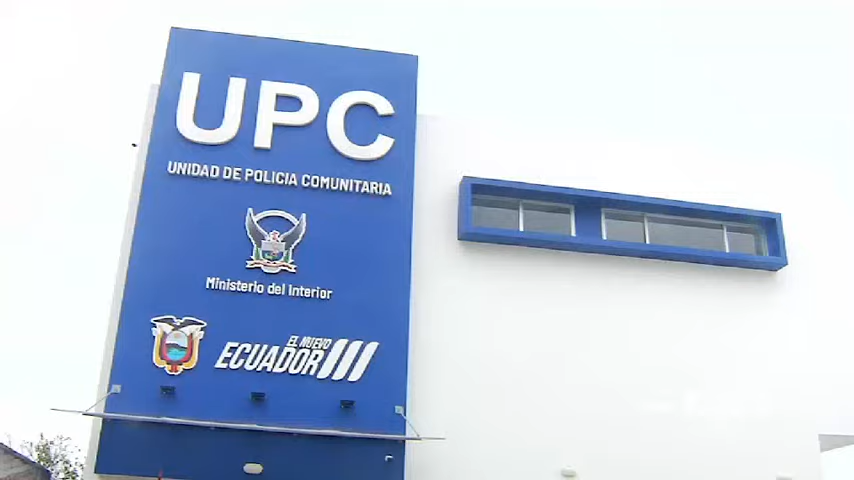 UPC
UNIDAD DE POLICIA COMUNITARIA
Ministerio del Interior
EL NUEVO
ECUADOR